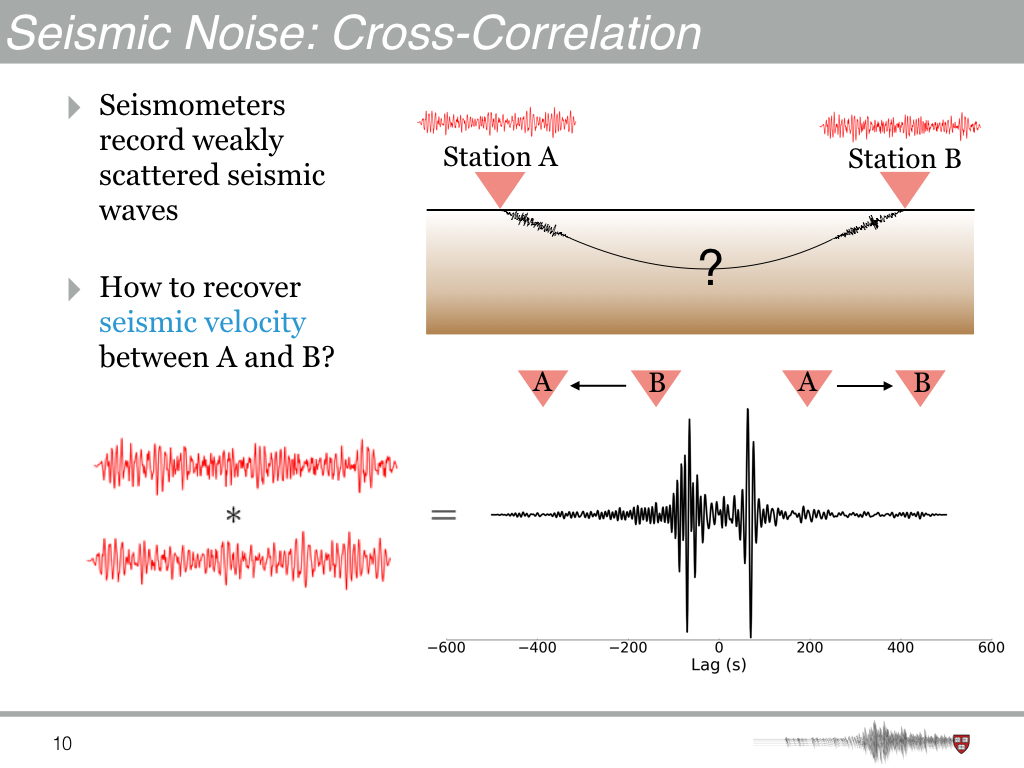 Seismic Noise: Cross-Correlation
Seismometers
record weakly
scattered seismic
waves
How to recover
seismic velocity
between A and B?
Station A
Station B
?
A
B
A
B
*
=
−600
−400
−200
0
200
400
600
Lag (s)
10